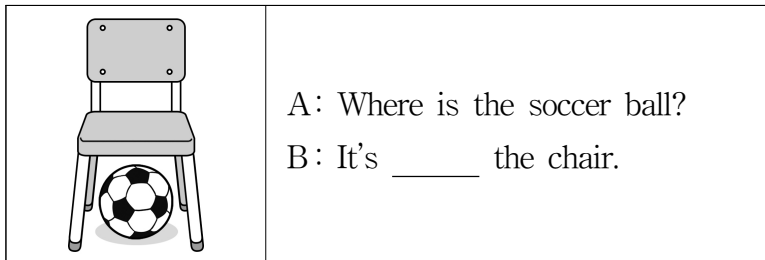 A: Where is the soccer ball?
B: It's _____ the chair.